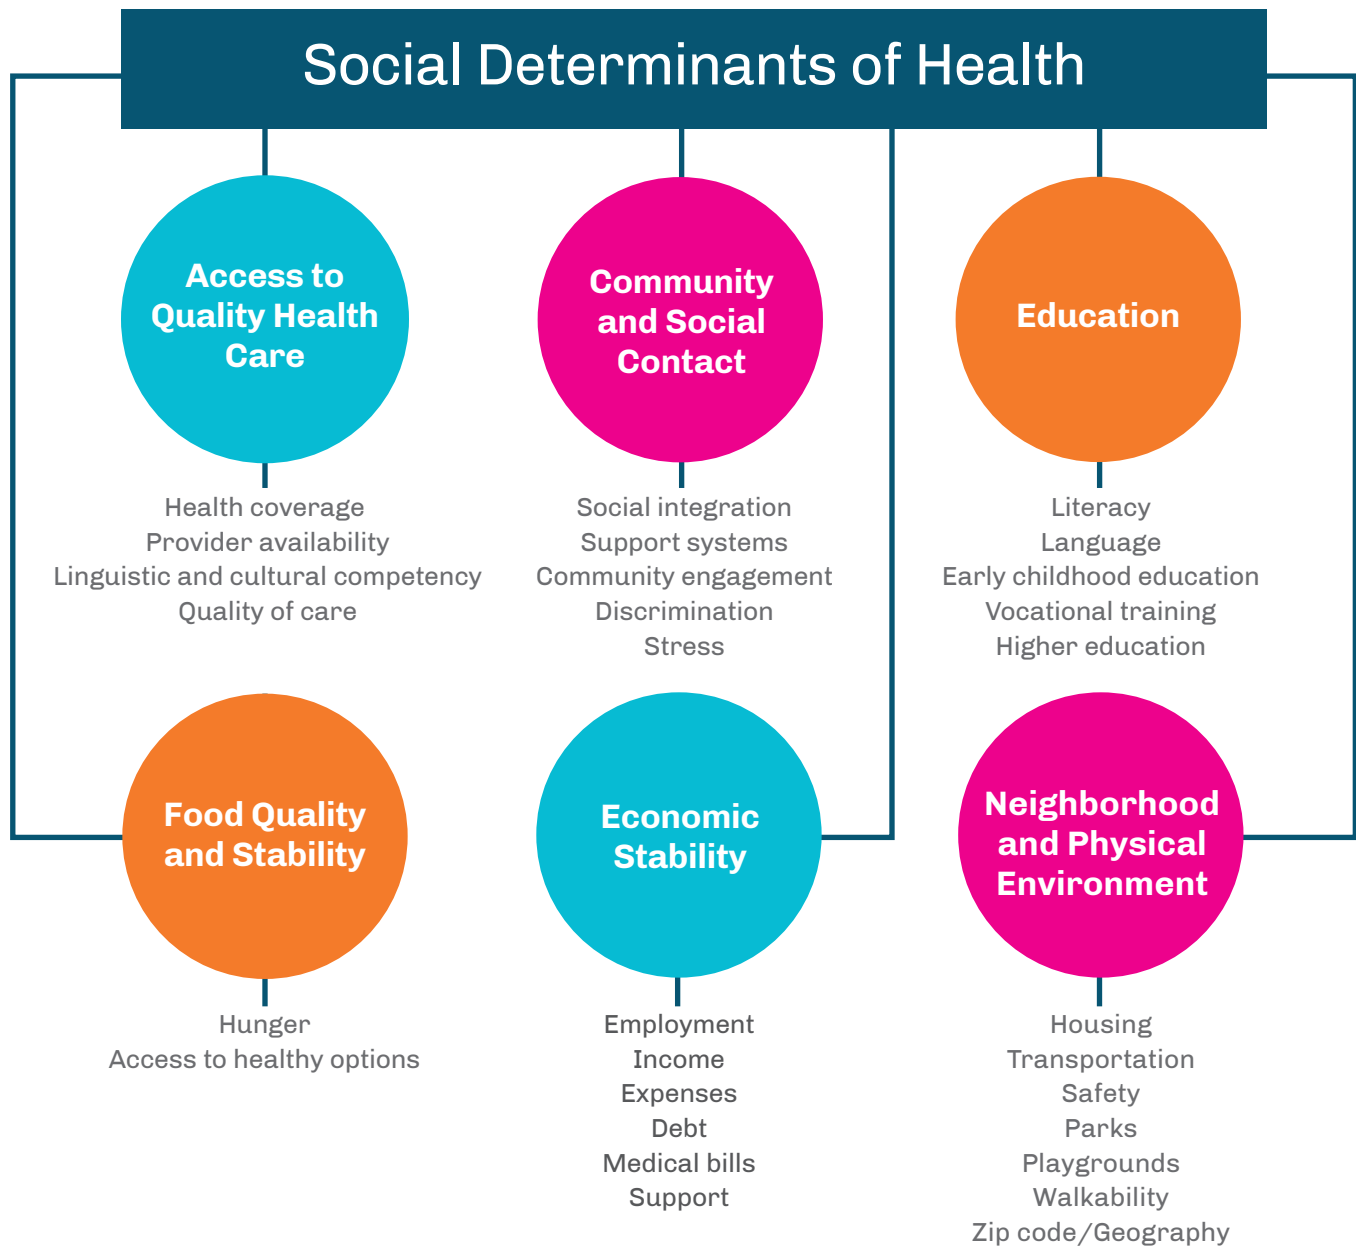 Social Determinants of Health
Access to
Quality Health
Care
Health coverage
Provider availability
Linguistic and cultural competency
Quality of care
Community
and Social
Contact
Social integration
Support systems
Community engagement
Discrimination
Stress
Education
Literacy
Language
Early childhood education
Vocational training
Higher education
Food Quality
and Stability
Hunger
Access to healthy options
Economic
Stability
Employment
Income
Expenses
Debt
Medical bills
Support
Neighborhood
and Physical
Environment
Housing
Transportation
Safety
Parks
Playgrounds
Walkability
Zip code/Geography